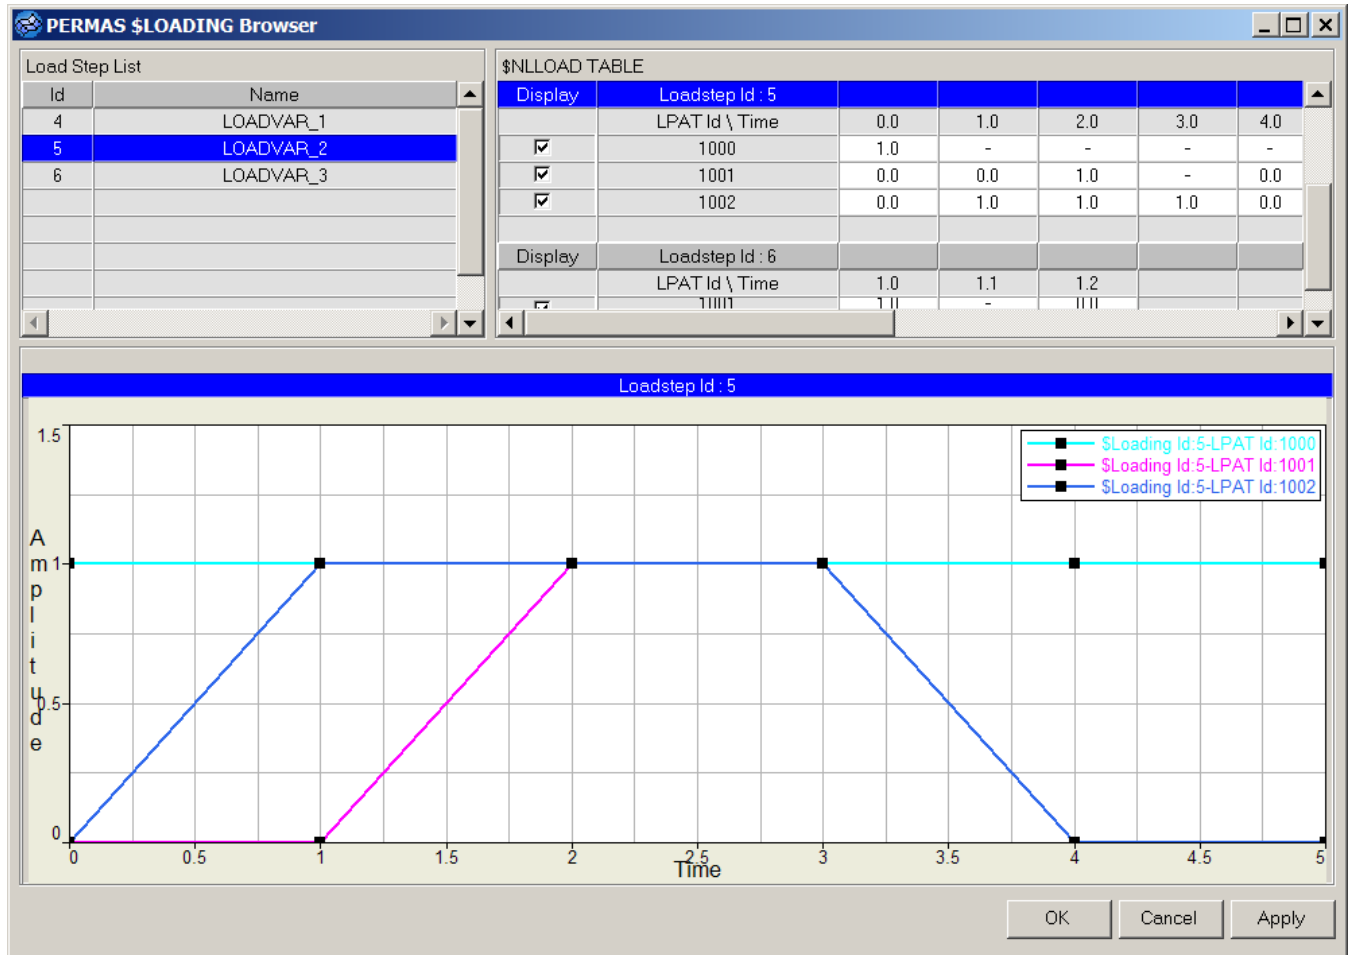 PERMAS $LOADING Browser
Load Step List
Id Name
4 LOADVAR_1
5 LOADVAR_2
6 LOADVAR_3
$NLLOAD TABLE
Display Loadstep Id : 5
LPAT Id \ Time 0.0 1.0 2.0 3.0 4.0
1000 1.0 - - - -
1001 0.0 0.0 1.0 - 0.0
1002 0.0 1.0 1.0 1.0 0.0
Display Loadstep Id : 6
LPAT Id \ Time 1.0 1.1 1.2
1001 1.0 - 0.0
Loadstep Id : 5
$Loading Id:5-LPAT Id:1000
$Loading Id:5-LPAT Id:1001
$Loading Id:5-LPAT Id:1002
1.5
1
0.5
0
Amplitude
0 0.5 1 1.5 2 2.5 3 3.5 4 4.5 5
Time
OK Cancel Apply